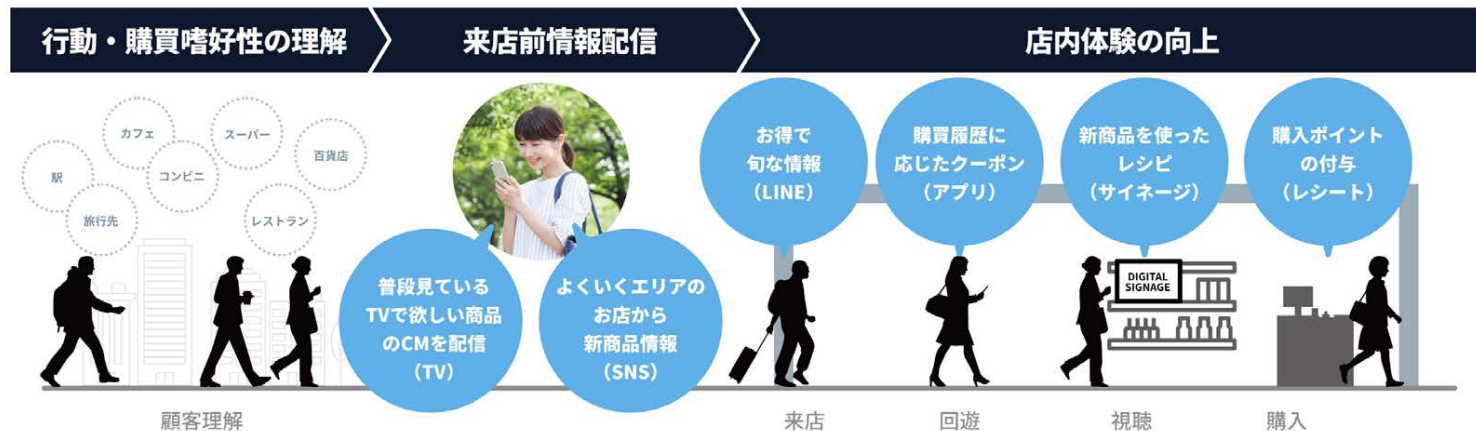 行動・購買嗜好性の理解
来店前情報配信
店内体験の向上
カフェ
スーパー
駅
コンビニ
百貨店
旅行先
レストラン
普段見ている
TVで欲しい商品
のCMを配信
（TV）
よくいくエリアの
お店から
新商品情報
（SNS）
お得で
旬な情報
（LINE）
購買履歴に
応じたクーポン
（アプリ）
新商品を使った
レシピ
（サイネージ）
購入ポイント
の付与
（レシート）
DIGITAL
SIGNAGE
顧客理解
来店
回遊
視聴
購入